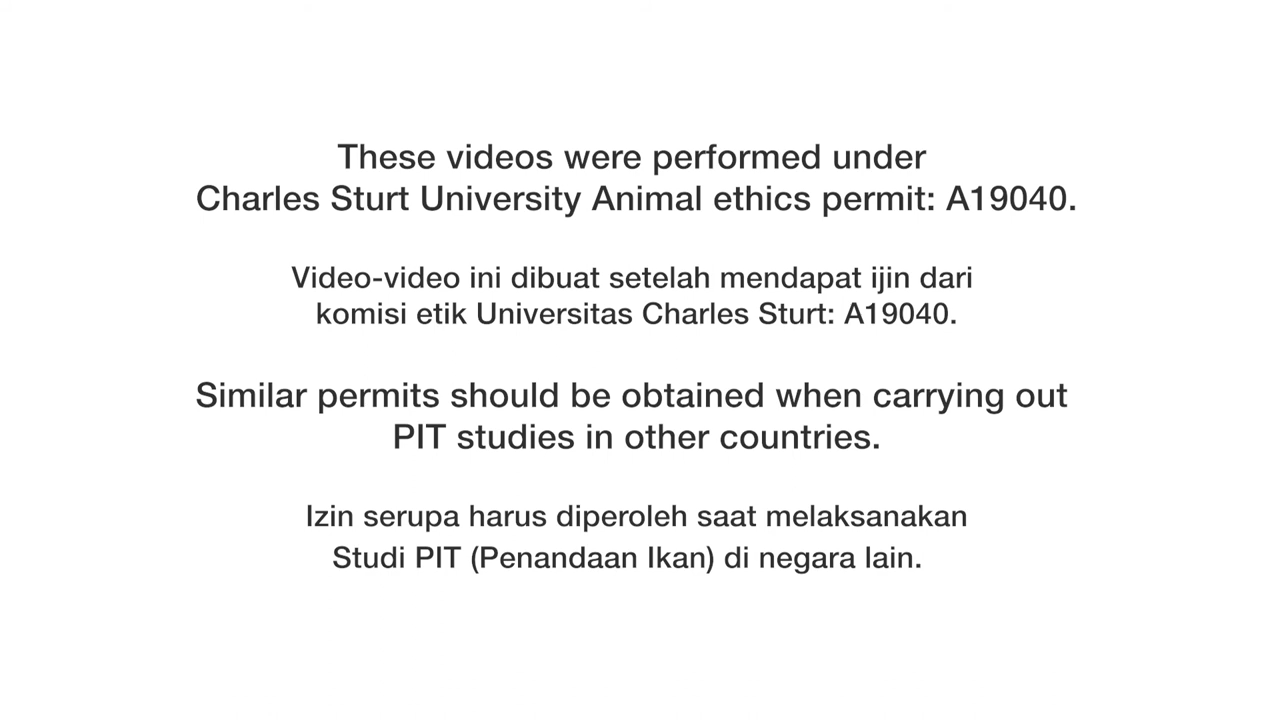 These videos were performed under
Charles Sturt University Animal ethics permit: A19040.
Video-video ini dibuat setelah mendapat ijin dari
komisi etik Universitas Charles Sturt: A19040.
Similar permits should be obtained when carrying out
PIT studies in other countries.
Izin serupa harus diperoleh saat melaksanakan
Studi PIT (Penandaan Ikan) di negara lain.